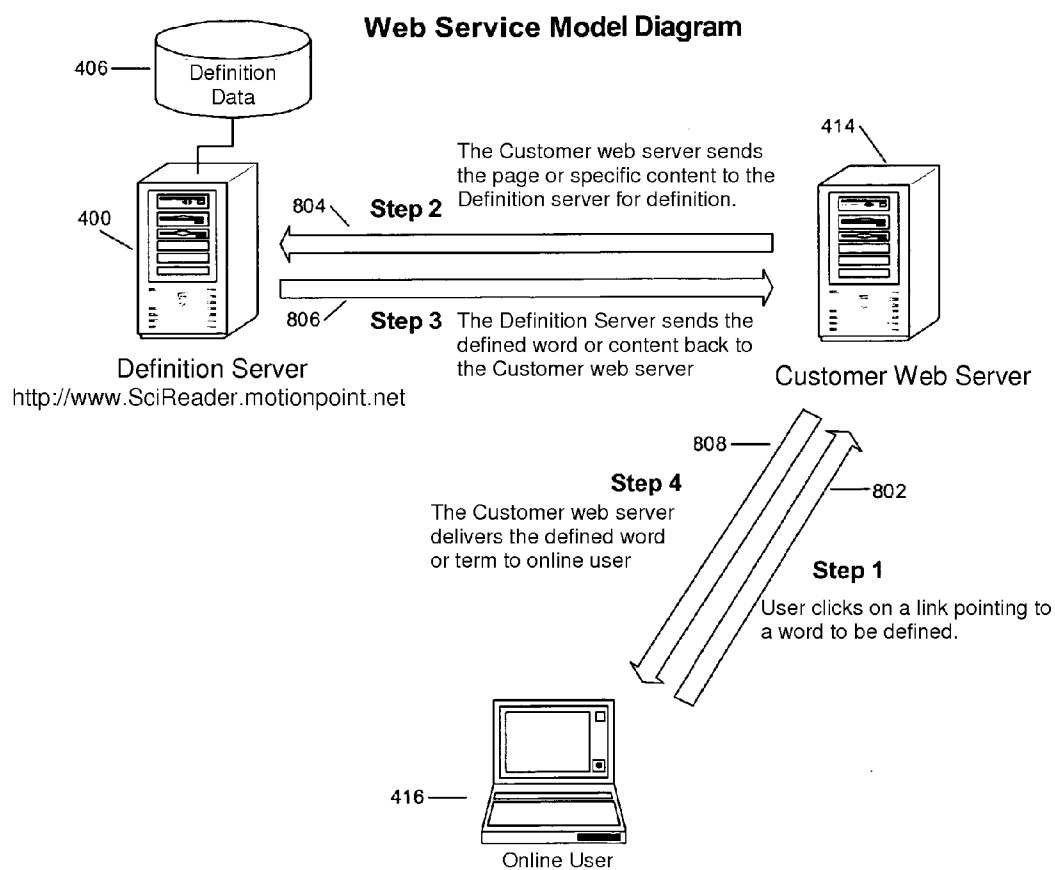 Web Service Model Diagram
406
Definition
Data
414
The Customer web server sends
the page or specific content to the
Definition server for definition.
400
804
Step 2
806
Step 3
The Definition Server sends the
defined word or content back to
the Customer web server
Definition Server
http://www.SciReader.motionpoint.net
Customer Web Server
808
802
Step 4
The Customer web server
delivers the defined word
or term to online user
Step 1
User clicks on a link pointing to
a word to be defined.
416
Online User